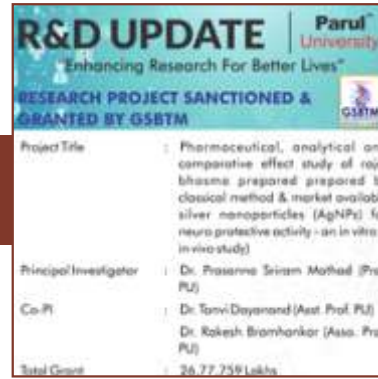 R&D UPDATE
Parul
University
"Enhancing Research For Better Lives"
RESEARCH PROJECT SANCTIONED &
GRANTED BY GSBTM
GSBTM
Project Title : Pharmaceutical, analytical an
comparative effect study of raja
bhasma prepared prepared b
classical method & market availab
silver nanoparticles (AgNPs) fo
neuro protective activity - an in vitro
in-vivo study)
Principal Investigator : Dr. Prasanna Sriram Mathad (Pro
PU)
Co-PI : Dr. Tanvi Dayanand (Asst. Prof. PU)
Dr. Rakesh Bramhankar (Asso. Pro
PU)
Total Grant : 26.77.759 Lakhs